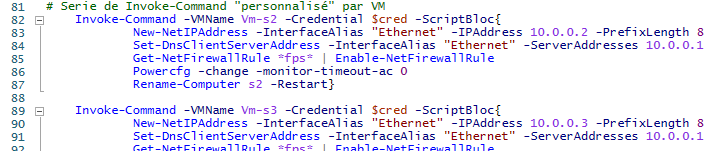 81 # Serie de Invoke-Command "personnalisé" par VM
82 Invoke-Command -VMName Vm-s2 -Credential $cred -ScriptBloc{
83 New-NetIPAddress -InterfaceAlias "Ethernet" -IPAddress 10.0.0.2 -PrefixLength 8
84 Set-DnsClientServerAddress -InterfaceAlias "Ethernet" -ServerAddresses 10.0.0.1
85 Get-NetFirewallRule *fps* | Enable-NetFirewallRule
86 Powercfg -change -monitor-timeout-ac 0
87 Rename-Computer s2 -Restart}
88
89 Invoke-Command -VMName Vm-s3 -Credential $cred -ScriptBloc{
90 New-NetIPAddress -InterfaceAlias "Ethernet" -IPAddress 10.0.0.3 -PrefixLength 8
91 Set-DnsClientServerAddress -InterfaceAlias "Ethernet" -ServerAddresses 10.0.0.1
92 Get-NetFirewallRule *fps* | Enable-NetFirewallRule